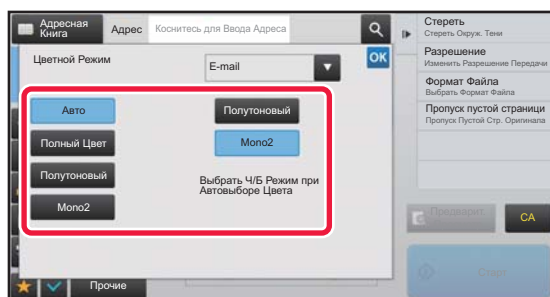 Адресная
Книга
Адрес
Коснитесь для Ввода Адреса
Цветной Режим
E-mail
OK
Авто
Полный Цвет
Полутоновый
Mono2
Полутоновый
Mono2
Выбрать Ч/Б Режим при
Автовыборе Цвета
Прочие
Стереть
Стереть Окруж. Тени
Разрешение
Изменить Разрешение Передачи
Формат Файла
Выбрать Формат Файла
Пропуск пустой страници
Пропуск Пустой Стр. Оригинала
Предварит.
CA
Старт